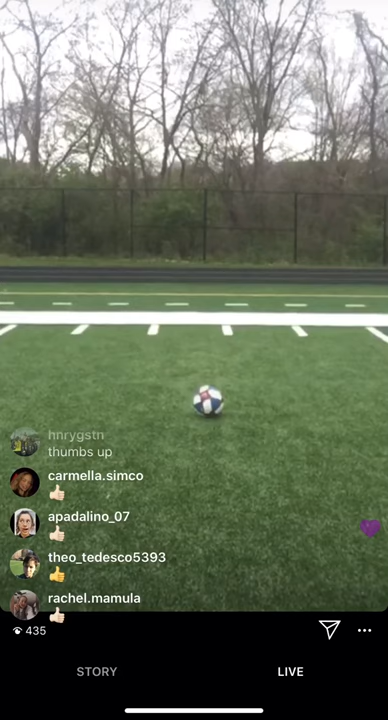 hnrygstn
thumbs up
carmella.simco
👍🏻
apadalino_07
👍🏻
theo_tedesco5393
👍
rachel.mamula
👍🏻
435
STORY
LIVE